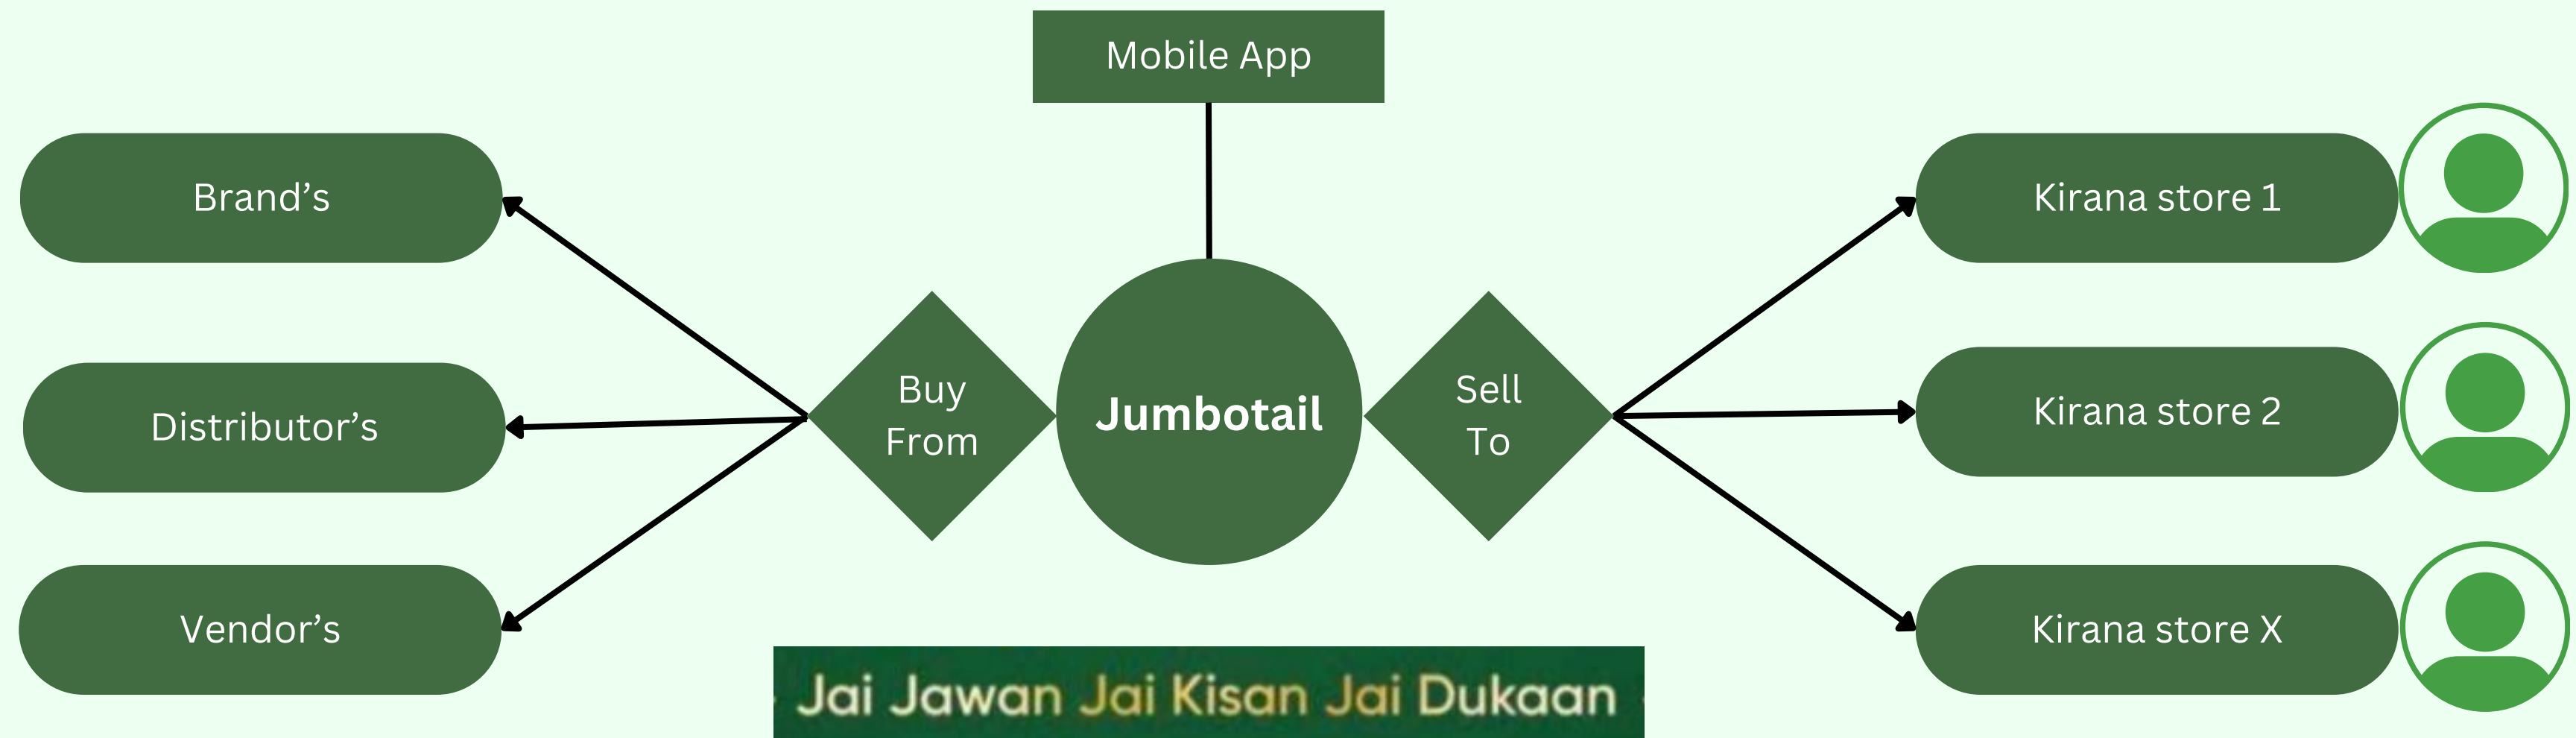 Mobile App
Brand’s
Kirana store 1
Buy
From
Jumbotail
Sell
To
Distributor’s
Kirana store 2
Vendor’s
Kirana store X
Jai Jawan Jai Kisan Jai Dukaan